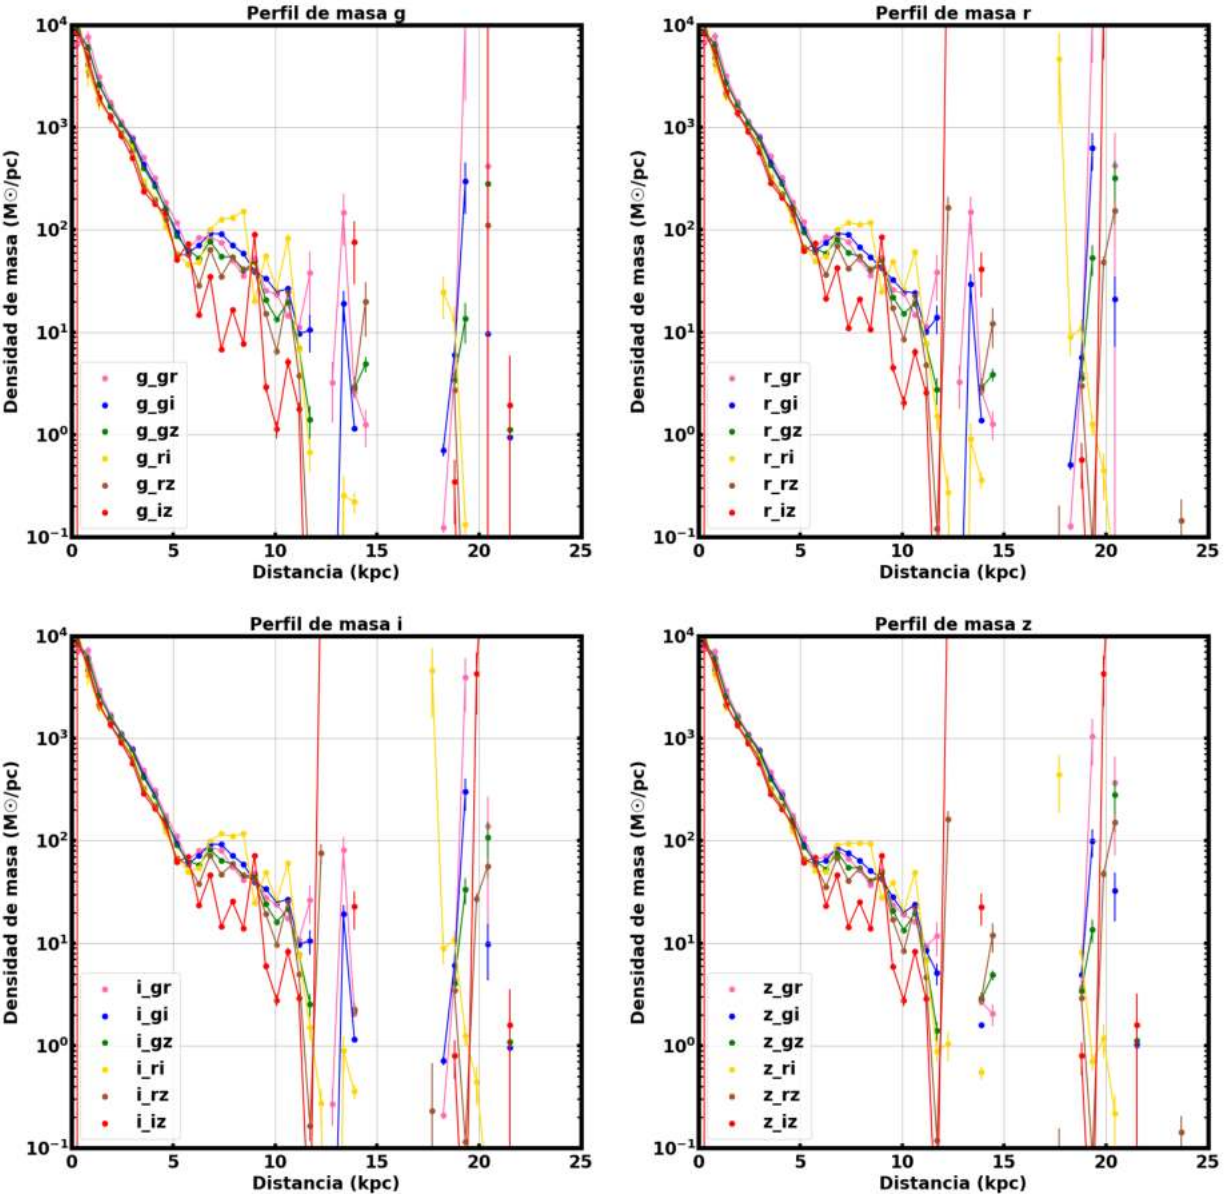 Perfil de masa g
Densidad de masa (M☉/pc)
10⁴
10³
10²
10¹
10⁰
10⁻¹
g_gr
g_gi
g_gz
g_ri
g_rz
g_iz
0 5 10 15 20 25
Distancia (kpc)
Perfil de masa r
Densidad de masa (M☉/pc)
10⁴
10³
10²
10¹
10⁰
10⁻¹
r_gr
r_gi
r_gz
r_ri
r_rz
r_iz
0 5 10 15 20 25
Distancia (kpc)
Perfil de masa i
Densidad de masa (M☉/pc)
10⁴
10³
10²
10¹
10⁰
10⁻¹
i_gr
i_gi
i_gz
i_ri
i_rz
i_iz
0 5 10 15 20 25
Distancia (kpc)
Perfil de masa z
Densidad de masa (M☉/pc)
10⁴
10³
10²
10¹
10⁰
10⁻¹
z_gr
z_gi
z_gz
z_ri
z_rz
z_iz
0 5 10 15 20 25
Distancia (kpc)